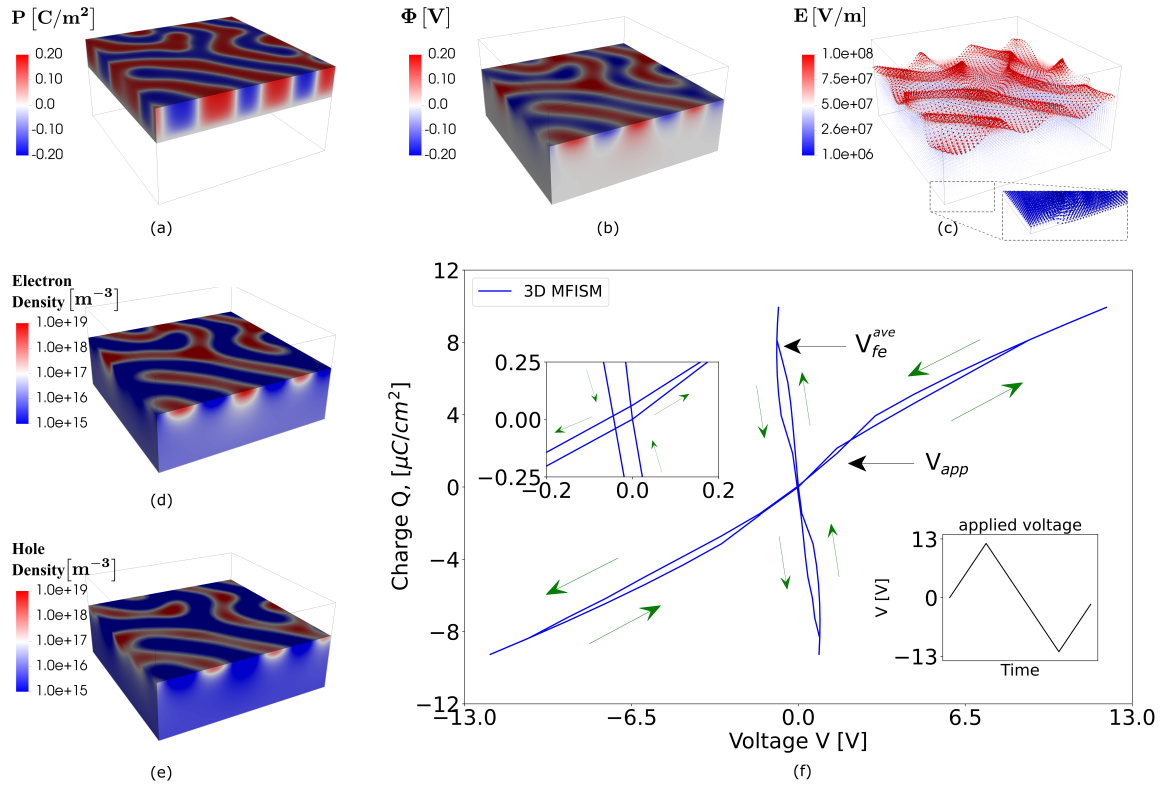 P [C/m²]
0.20
0.10
0.0
-0.10
-0.20
(a)
Φ [V]
0.20
0.10
0.0
-0.10
-0.20
(b)
E [V/m]
1.0e+08
7.5e+07
5.0e+07
2.6e+07
1.0e+06
(c)
Electron
Density [m⁻³]
1.0e+19
1.0e+18
1.0e+17
1.0e+16
1.0e+15
(d)
Hole
Density [m⁻³]
1.0e+19
1.0e+18
1.0e+17
1.0e+16
1.0e+15
(e)
12
8
4
0
−4
−8
−12
Charge Q, [μC/cm²]
3D MFISM
V_fe^ave
V_app
0.25
0.00
−0.25
−0.2
0.0
0.2
applied voltage
13
0
−13
V [V]
Time
−13.0
−6.5
0.0
6.5
13.0
Voltage V [V]
(f)